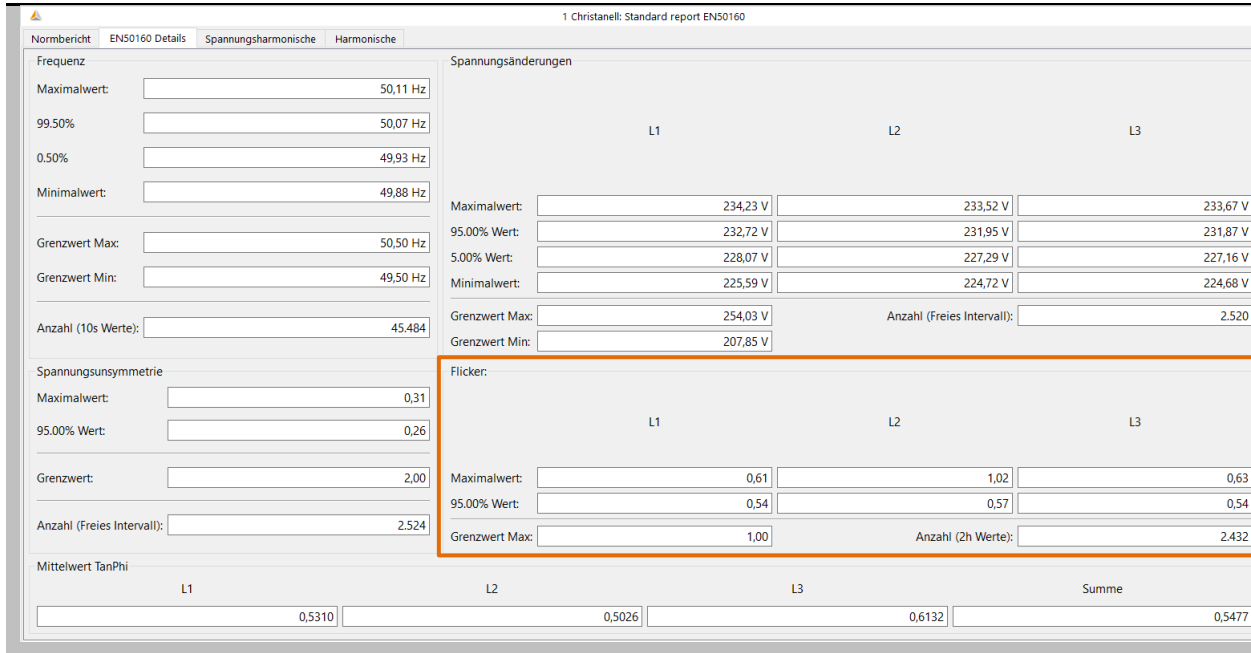 1 Christanell: Standard report EN50160
Normbericht EN50160 Details Spannungsharmonische Harmonische
Frequenz
Maximalwert: 50,11 Hz
99.50% 50,07 Hz
0.50% 49,93 Hz
Minimalwert: 49,88 Hz
Grenzwert Max: 50,50 Hz
Grenzwert Min: 49,50 Hz
Anzahl (10s Werte): 45.484
Spannungsänderungen
L1 L2 L3
Maximalwert: 234,23 V 233,52 V 233,67 V
95.00% Wert: 232,72 V 231,95 V 231,87 V
5.00% Wert: 228,07 V 227,29 V 227,16 V
Minimalwert: 225,59 V 224,72 V 224,68 V
Grenzwert Max: 254,03 V Anzahl (Freies Intervall): 2.520
Grenzwert Min: 207,85 V
Spannungsunsymmetrie
Maximalwert: 0,31
95.00% Wert: 0,26
Grenzwert: 2,00
Anzahl (Freies Intervall): 2.524
Flicker:
L1 L2 L3
Maximalwert: 0,61 1,02 0,63
95.00% Wert: 0,54 0,57 0,54
Grenzwert Max: 1,00 Anzahl (2h Werte): 2.432
Mittelwert TanPhi
L1 L2 L3 Summe
0,5310 0,5026 0,6132 0,5477